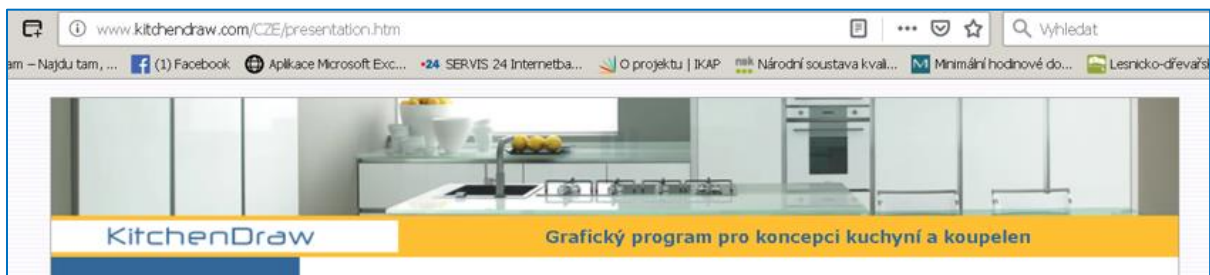 www.kitchendraw.com/CZE/presentation.htm Vyhledat
am – Najdu tam, ... (1) Facebook Aplikace Microsoft Exc... •24 SERVIS 24 Internetba... O projektu | IKAP nsk Národní soustava kvali... M Minimální hodinové do... Lesnicko-dřevařs
KitchenDraw Grafický program pro koncepci kuchyní a koupelen